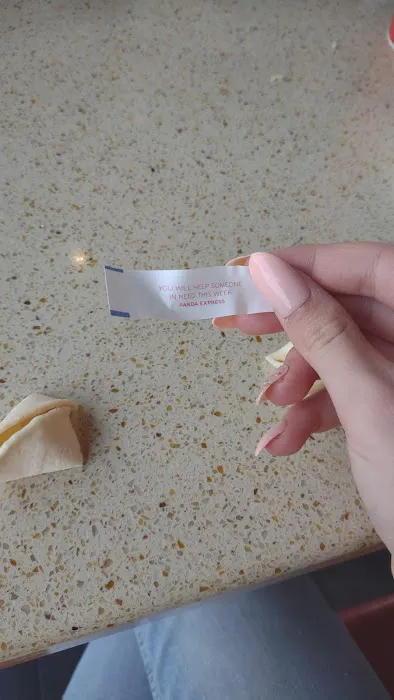 YOU WILL HELP SOMEONE
IN NEED THIS WEEK.
PANDA EXPRESS